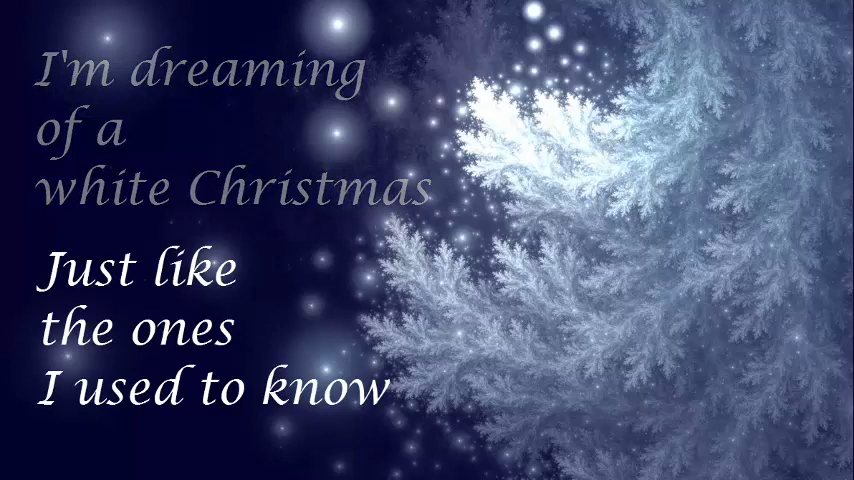 I'm dreaming
of a
white Christmas
Just like
the ones
I used to know